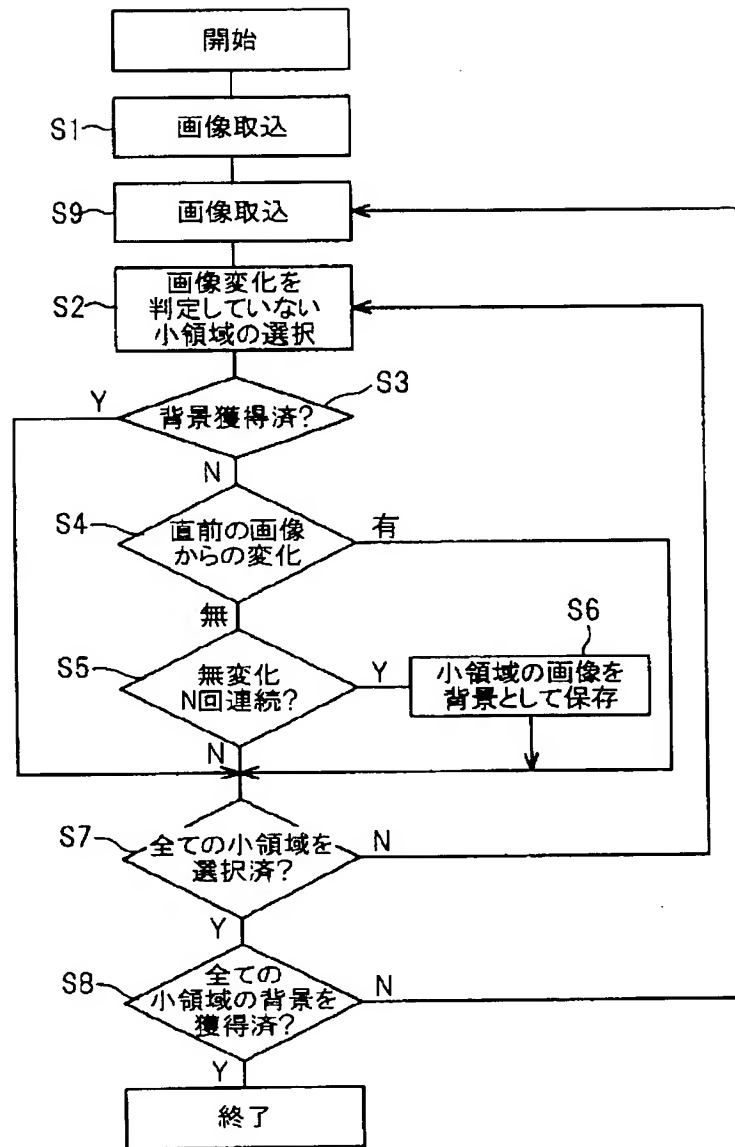 開始
S1
画像取込
S9
画像取込
S2
画像変化を
判定していない
小領域の選択
S3
Y
背景獲得済?
N
S4
直前の画像
からの変化
有
無
S6
S5
無変化
N回連続?
Y
小領域の画像を
背景として保存
N
S7
全ての小領域を
選択済?
N
Y
S8
全ての
小領域の背景を
獲得済?
N
Y
終了